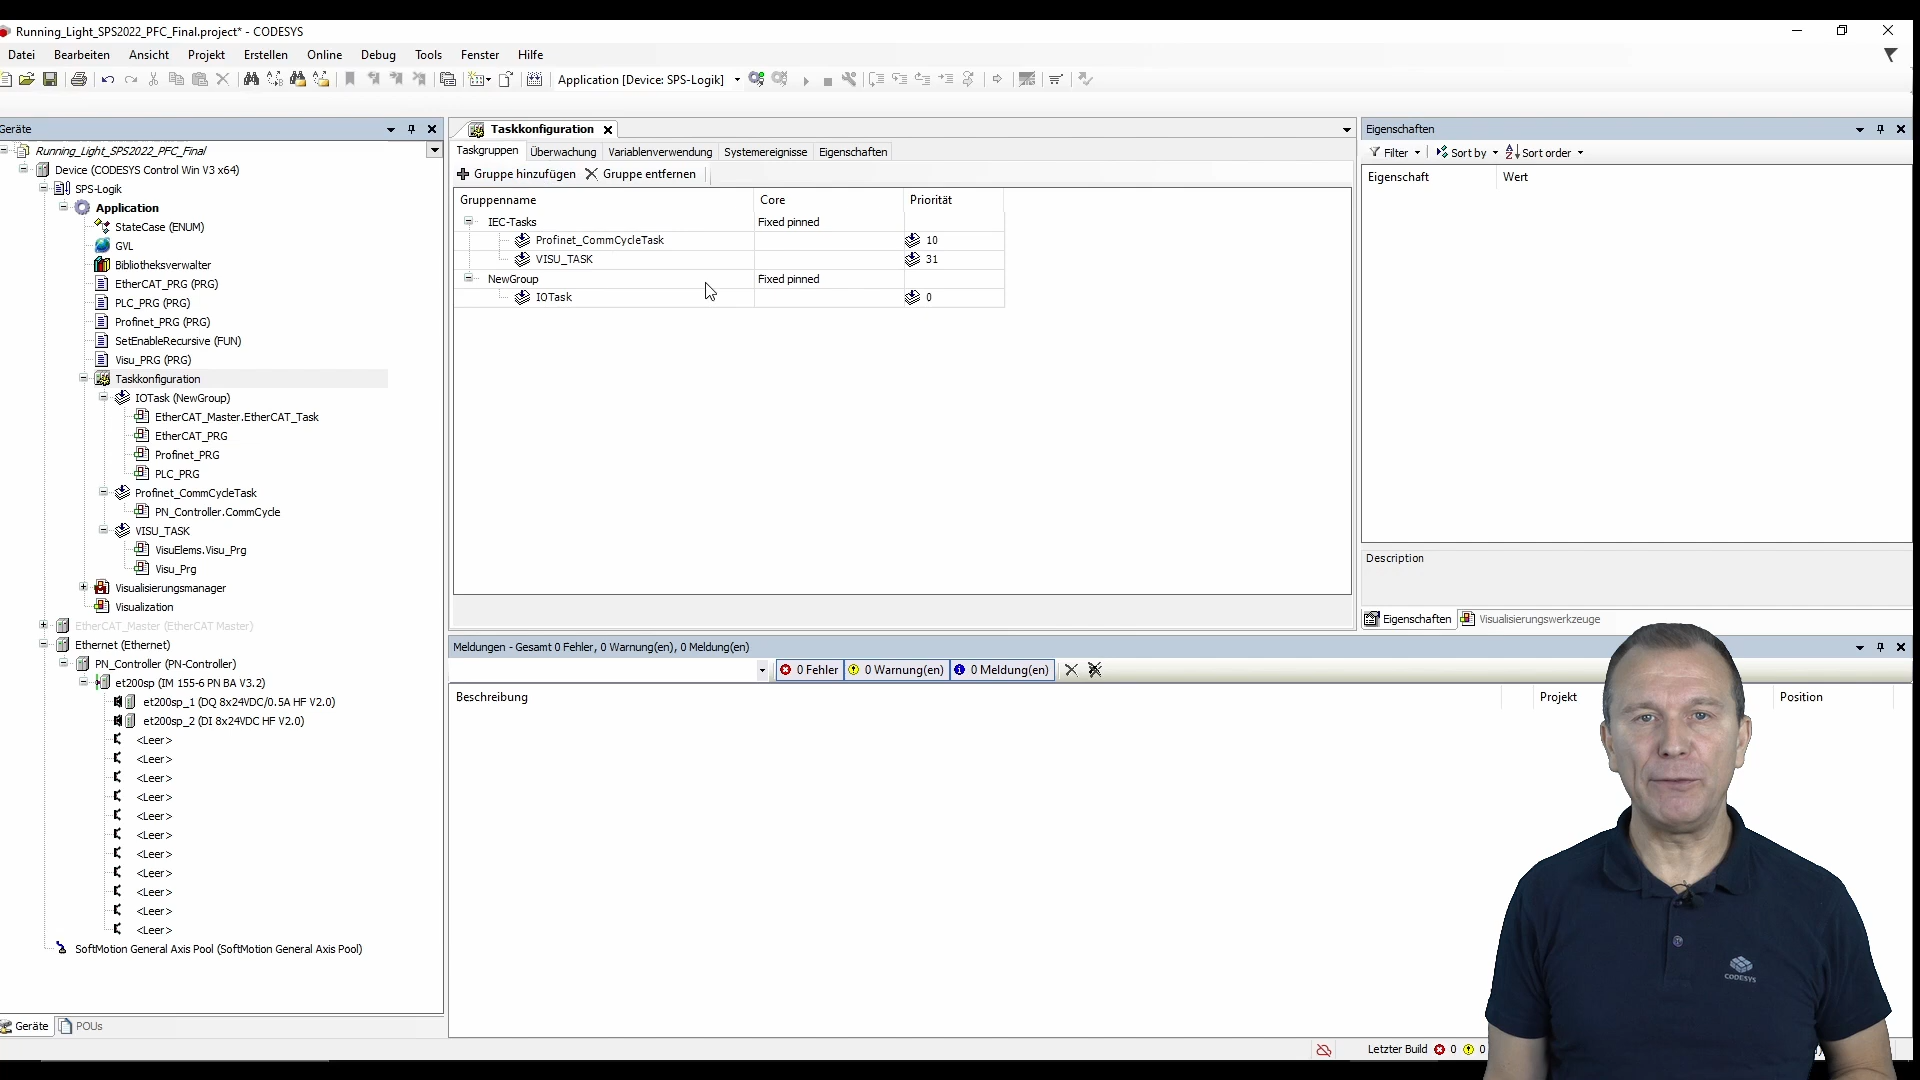 Running_Light_SPS2022_PFC_Final.project* - CODESYS
Datei Bearbeiten Ansicht Projekt Erstellen Online Debug Tools Fenster Hilfe
Application [Device: SPS-Logik]
Geräte
Running_Light_SPS2022_PFC_Final
Device (CODESYS Control Win V3 x64)
SPS-Logik
Application
StateCase (ENUM)
GVL
Bibliotheksverwalter
EtherCAT_PRG (PRG)
PLC_PRG (PRG)
Profinet_PRG (PRG)
SetEnableRecursive (FUN)
Visu_PRG (PRG)
Taskkonfiguration
IOTask (NewGroup)
EtherCAT_Master.EtherCAT_Task
EtherCAT_PRG
Profinet_PRG
PLC_PRG
Profinet_CommCycleTask
PN_Controller.CommCycle
VISU_TASK
VisuElems.Visu_Prg
Visu_Prg
Visualisierungsmanager
Visualization
EtherCAT_Master (EtherCAT Master)
Ethernet (Ethernet)
PN_Controller (PN-Controller)
et200sp (IM 155-6 PN BA V3.2)
et200sp_1 (DQ 8x24VDC/0.5A HF V2.0)
et200sp_2 (DI 8x24VDC HF V2.0)
<Leer>
<Leer>
<Leer>
<Leer>
<Leer>
<Leer>
<Leer>
<Leer>
<Leer>
<Leer>
<Leer>
SoftMotion General Axis Pool (SoftMotion General Axis Pool)
Geräte POUs
Taskkonfiguration
Taskgruppen Überwachung Variablenverwendung Systemereignisse Eigenschaften
Gruppe hinzufügen Gruppe entfernen
Gruppenname Core Priorität
IEC-Tasks Fixed pinned
Profinet_CommCycleTask 10
VISU_TASK 31
NewGroup Fixed pinned
IOTask 0
Eigenschaften
Filter Sort by Sort order
Eigenschaft Wert
Description
Eigenschaften Visualisierungswerkzeuge
Meldungen - Gesamt 0 Fehler, 0 Warnung(en), 0 Meldung(en)
0 Fehler 0 Warnung(en) 0 Meldung(en)
Beschreibung Projekt Position
CODESYS
Letzter Build 0 0